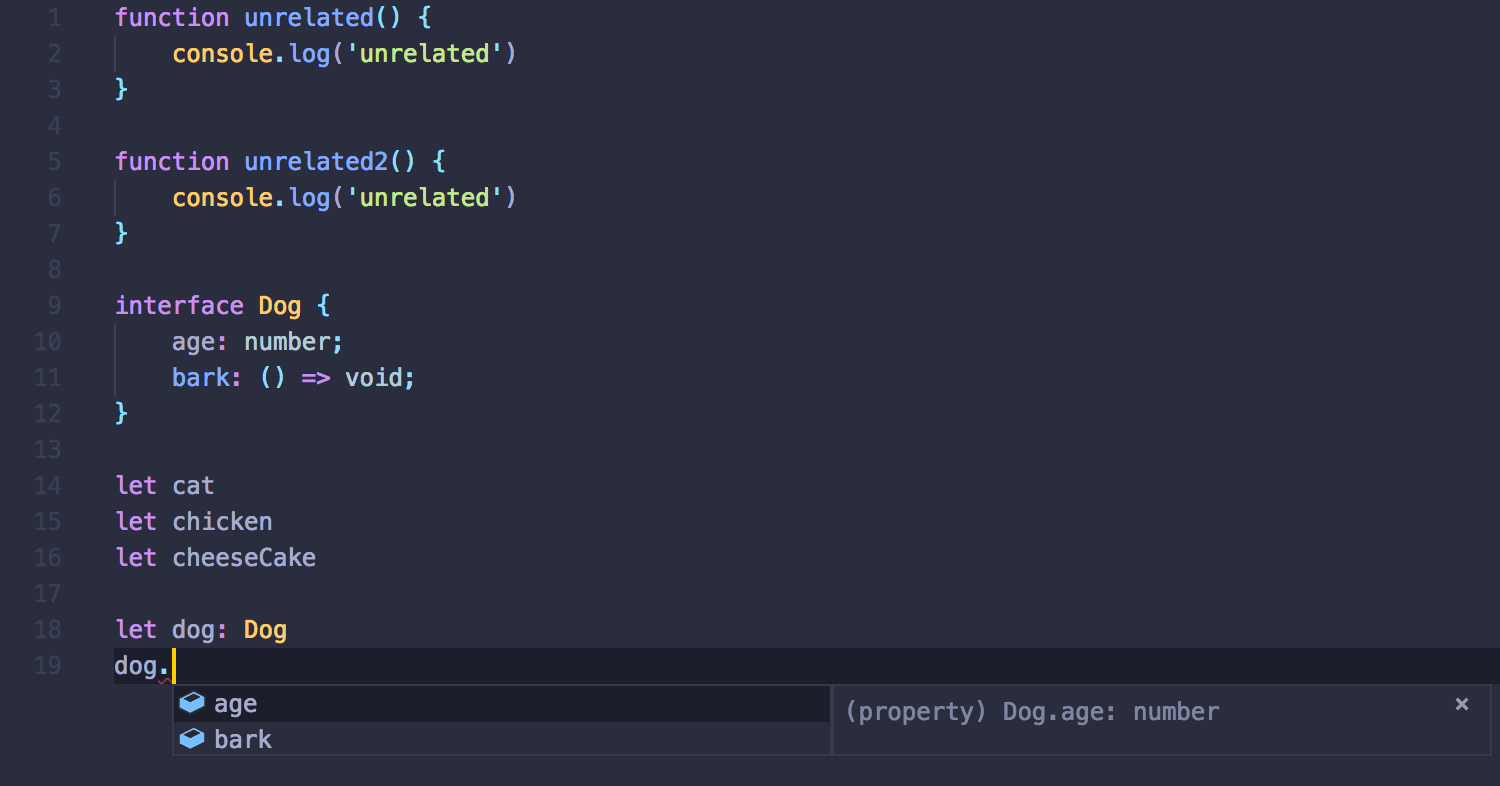 1 function unrelated() {
2     console.log('unrelated')
3 }
4
5 function unrelated2() {
6     console.log('unrelated')
7 }
8
9 interface Dog {
10     age: number;
11     bark: () => void;
12 }
13
14 let cat
15 let chicken
16 let cheeseCake
17
18 let dog: Dog
19 dog.
age
bark
(property) Dog.age: number ×